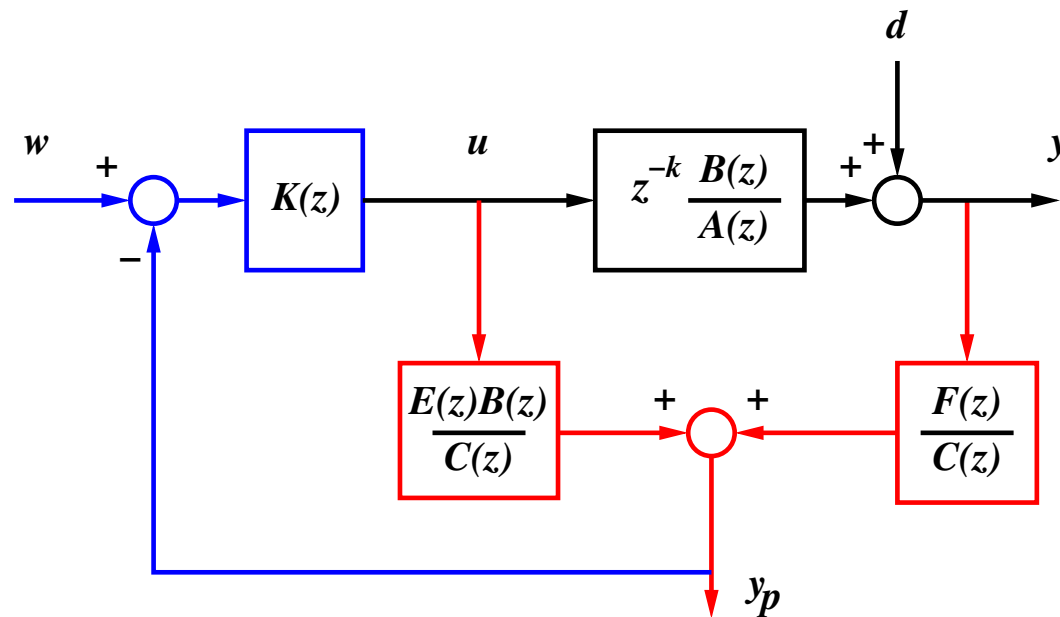 d
w
u
y
+
+
+
K(z)
z^{-k} B(z)
A(z)
−
E(z)B(z)
C(z)
+
+
F(z)
C(z)
y_p